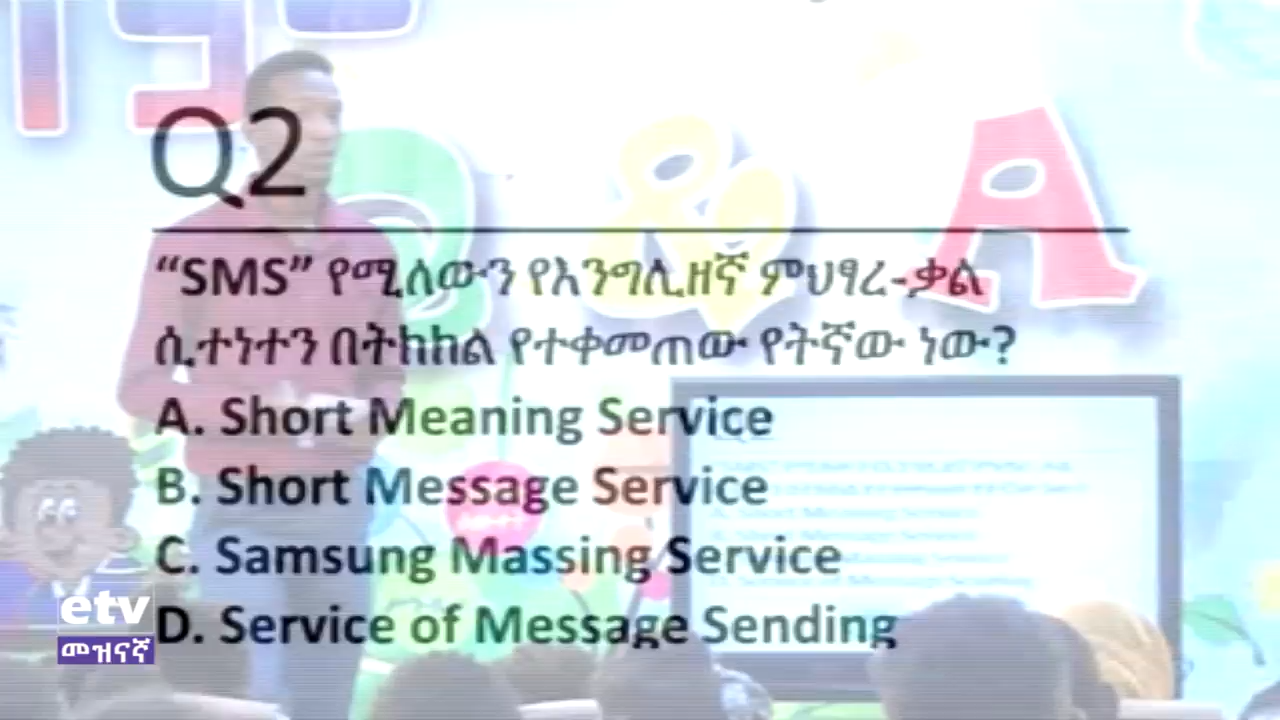 Q2
“SMS” የሚለውን የእንግሊዘኛ ምህፃረ-ቃል
ሲተነተን በትክክል የተቀመጠው የትኛው ነው?
A. Short Meaning Service
B. Short Message Service
C. Samsung Massing Service
D. Service of Message Sending
Q & A
etv
መዝናኛ